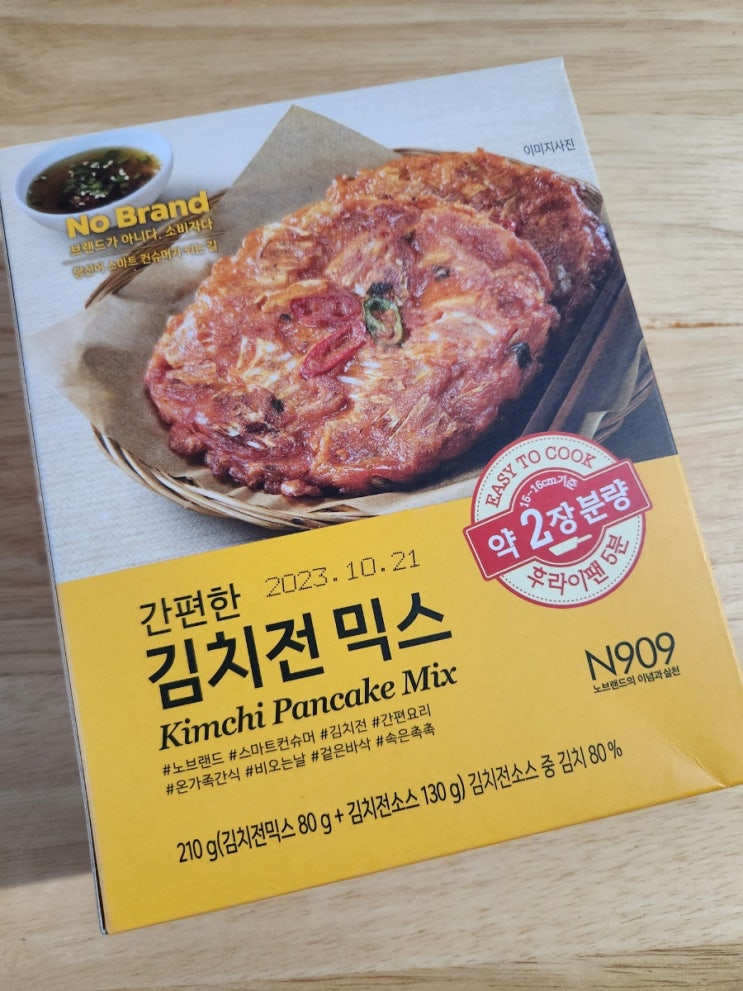 이미지사진
No Brand
브랜드가 아니다. 소비자다
당신이 스마트 컨슈머가 되는 길
EASY TO COOK
15~16cm기준
약 2장 분량
후라이팬 5분
2023.10.21
간편한
김치전 믹스
Kimchi Pancake Mix
N909
노브랜드의 이념과 실천
#노브랜드 #스마트컨슈머 #김치전 #간편요리
#온가족간식 #비오는날 #겉은바삭 #속은촉촉
210 g(김치전믹스 80 g + 김치전소스 130 g) 김치전소스 중 김치 80 %